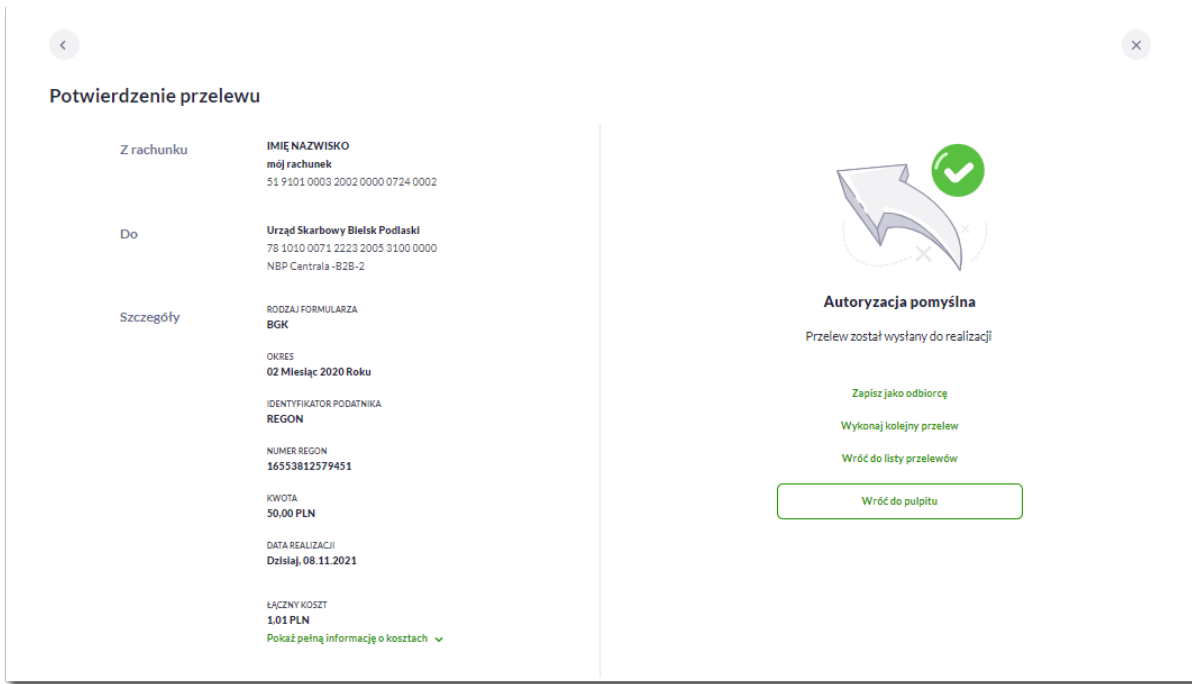 Potwierdzenie przelewu
Z rachunku
IMIĘ NAZWISKO
mój rachunek
51 9101 0003 2002 0000 0724 0002
Do
Urząd Skarbowy Bielsk Podlaski
78 1010 0071 2223 2005 3100 0000
NBP Centrala -B2B-2
Szczegóły
RODZAJ FORMULARZA
BGK
OKRES
02 Miesiąc 2020 Roku
IDENTYFIKATOR PODATNIKA
REGON
NUMER REGON
16553812579451
KWOTA
50,00 PLN
DATA REALIZACJI
Dzisiaj, 08.11.2021
ŁĄCZNY KOSZT
1,01 PLN
Pokaż pełną informację o kosztach
Autoryzacja pomyślna
Przelew został wysłany do realizacji
Zapisz jako odbiorcę
Wykonaj kolejny przelew
Wróć do listy przelewów
Wróć do pulpitu